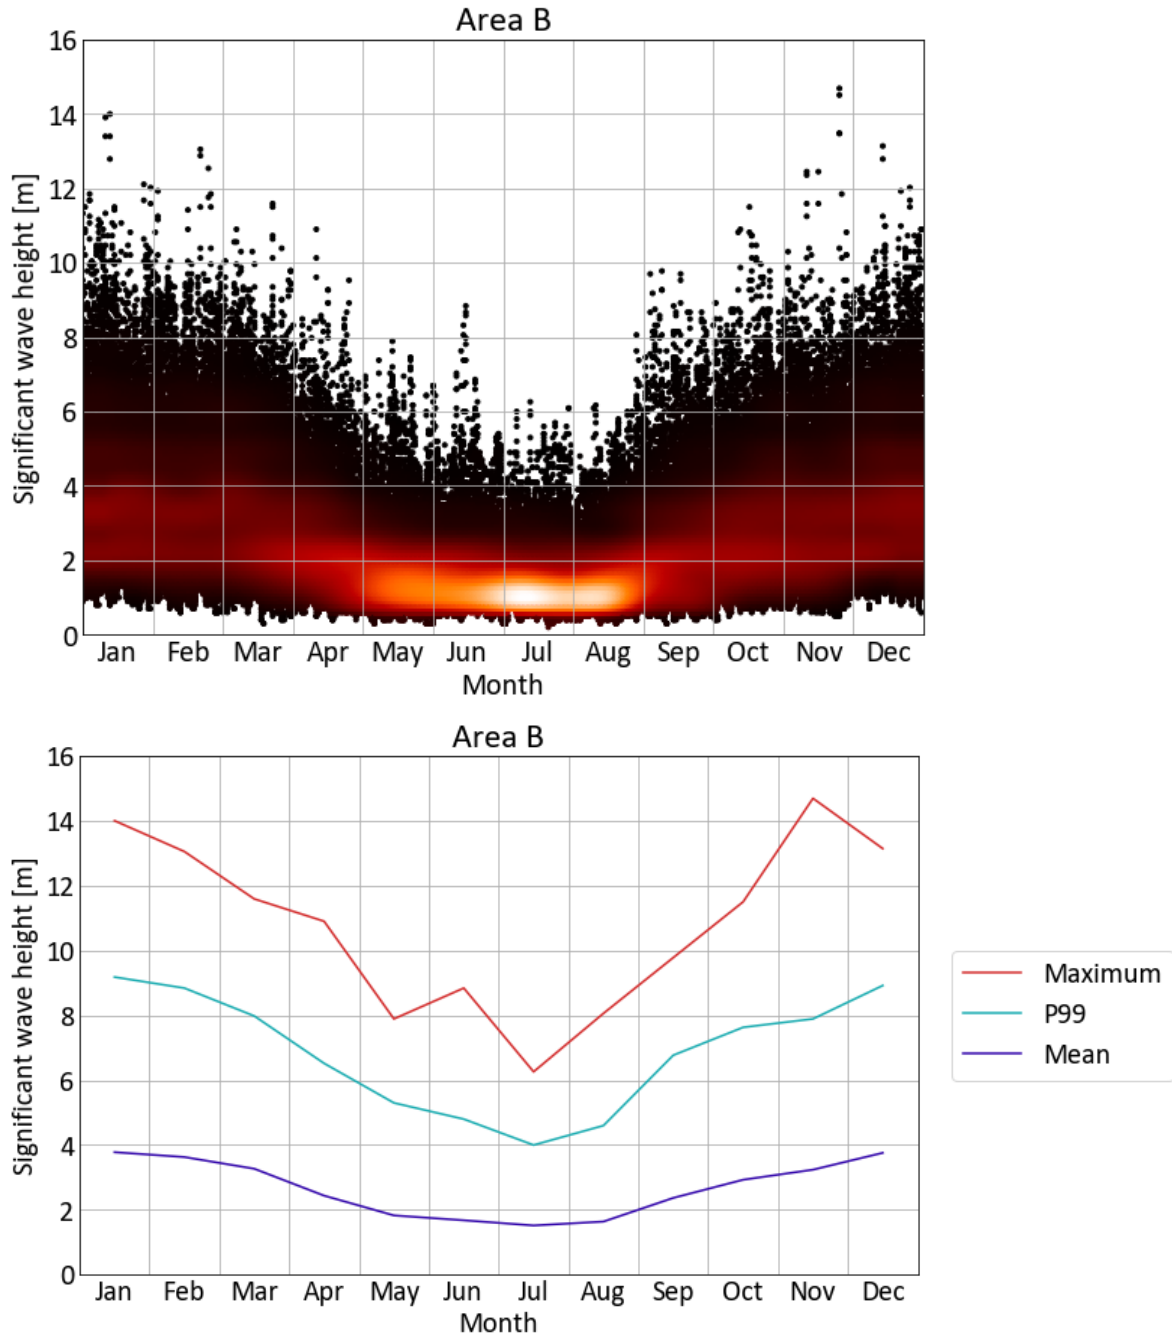 Area B
16
14
12
10
8
6
4
2
0
Significant wave height [m]
Jan Feb Mar Apr May Jun Jul Aug Sep Oct Nov Dec
Month
Area B
16
14
12
10
8
6
4
2
0
Significant wave height [m]
Jan Feb Mar Apr May Jun Jul Aug Sep Oct Nov Dec
Month
Maximum
P99
Mean